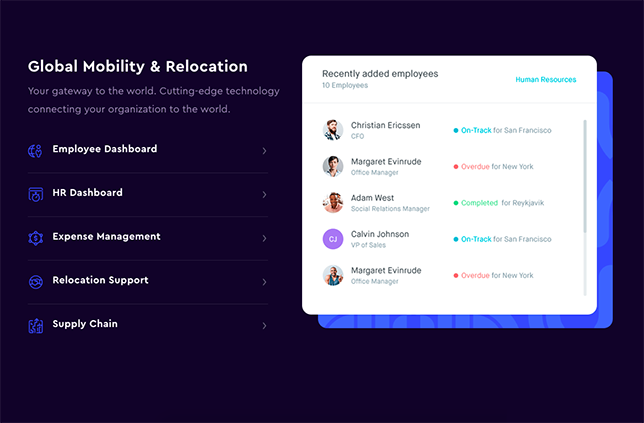 Global Mobility & Relocation
Your gateway to the world. Cutting-edge technology
connecting your organization to the world.
Employee Dashboard
HR Dashboard
Expense Management
Relocation Support
Supply Chain
Recently added employees
10 Employees
Human Resources
Christian Ericssen
CFO
On-Track for San Francisco
Margaret Evinrude
Office Manager
Overdue for New York
Adam West
Social Relations Manager
Completed for Reykjavik
CJ
Calvin Johnson
VP of Sales
On-Track for San Francisco
Margaret Evinrude
Office Manager
Overdue for New York